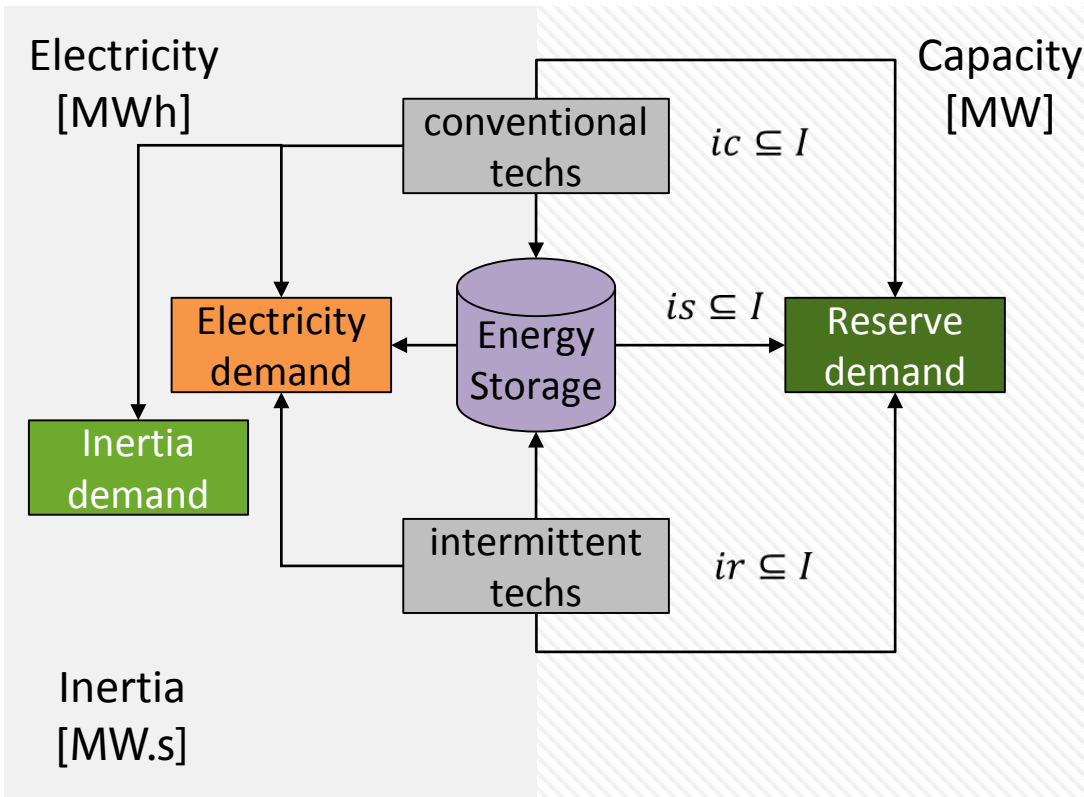 Electricity
[MWh]
Capacity
[MW]
conventional
techs
ic ⊆ I
Electricity
demand
Energy
Storage
is ⊆ I
Reserve
demand
Inertia
demand
intermittent
techs
ir ⊆ I
Inertia
[MW.s]